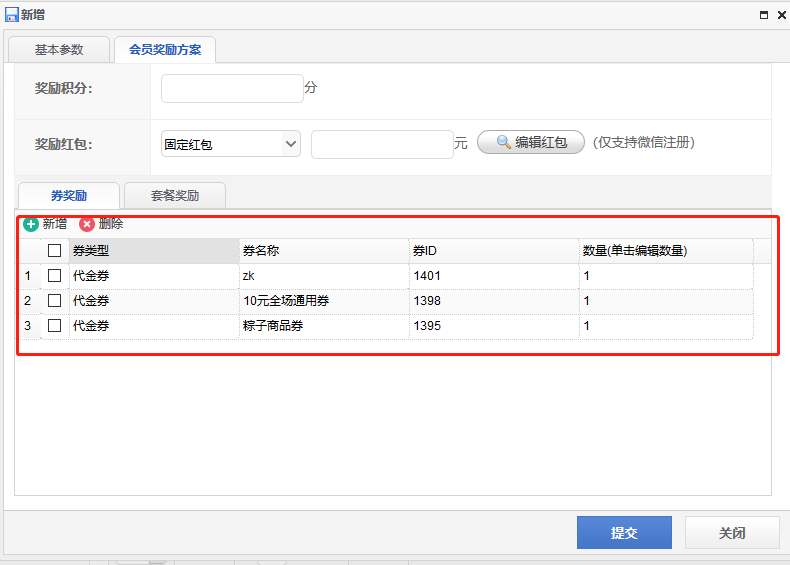 新增
基本参数 会员奖励方案
奖励积分: 分
奖励红包: 固定红包 元 编辑红包 (仅支持微信注册)
券奖励 套餐奖励
新增 删除
券类型 券名称 券ID 数量(单击编辑数量)
1 代金券 zk 1401 1
2 代金券 10元全场通用券 1398 1
3 代金券 粽子商品券 1395 1
提交 关闭